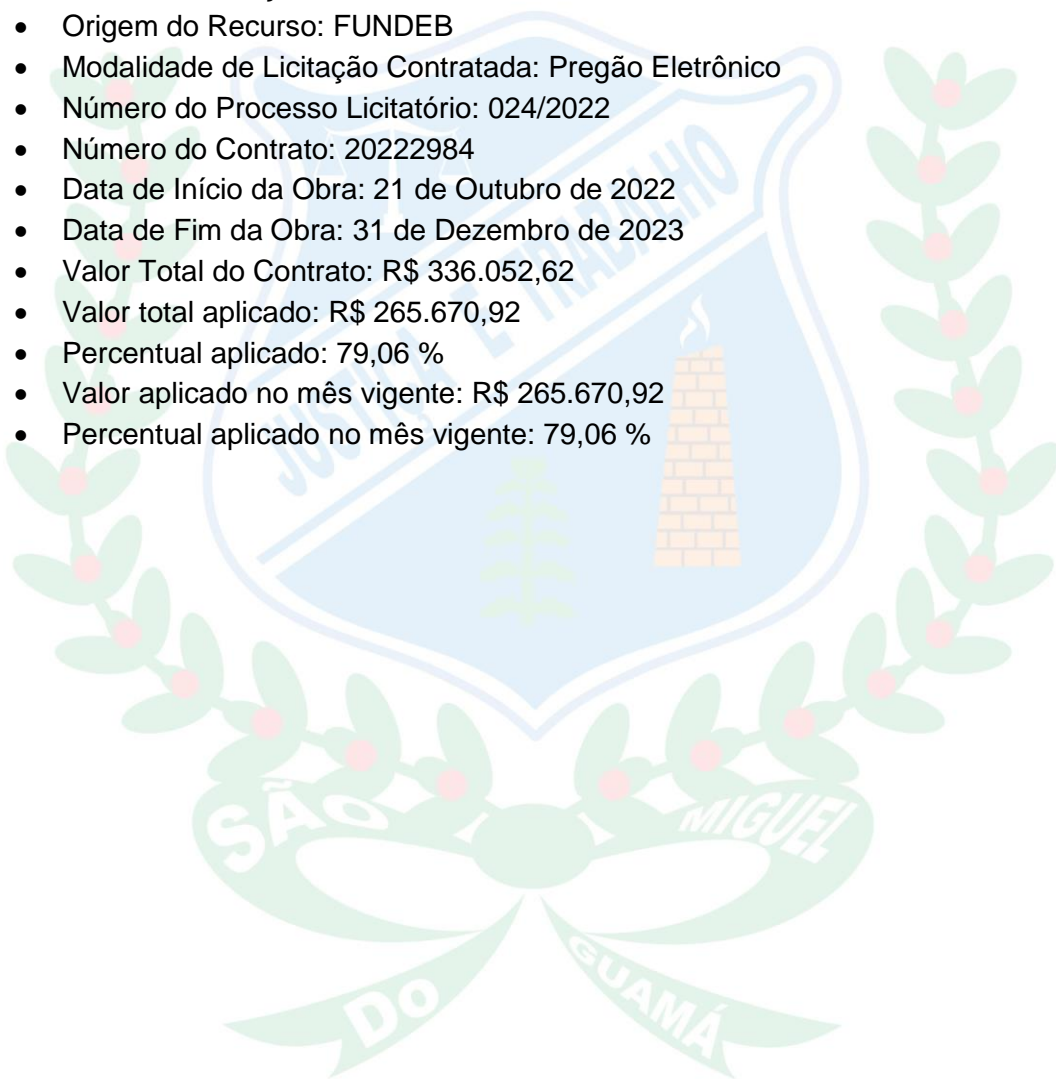 • Origem do Recurso: FUNDEB
• Modalidade de Licitação Contratada: Pregão Eletrônico
• Número do Processo Licitatório: 024/2022
• Número do Contrato: 20222984
• Data de Início da Obra: 21 de Outubro de 2022
• Data de Fim da Obra: 31 de Dezembro de 2023
• Valor Total do Contrato: R$ 336.052,62
• Valor total aplicado: R$ 265.670,92
• Percentual aplicado: 79,06 %
• Valor aplicado no mês vigente: R$ 265.670,92
• Percentual aplicado no mês vigente: 79,06 %
JUSTIÇA E TRABALHO
SÃO MIGUEL
DO GUAMÁ